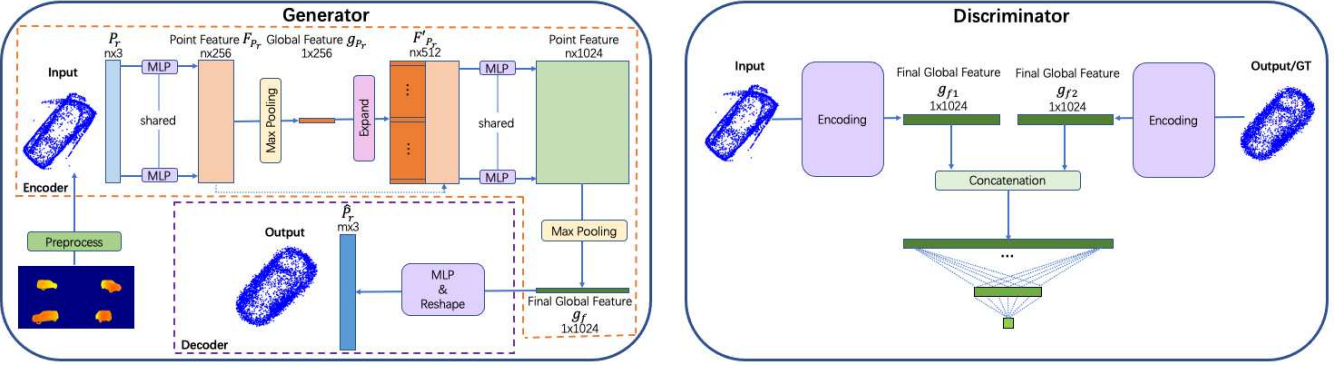 Generator
P_r
nx3
Point Feature F_{P_r}
nx256
Global Feature g_{P_r}
1x256
F'_{P_r}
nx512
Point Feature
nx1024
Input
MLP
shared
MLP
Max Pooling
Expand
...
...
MLP
shared
MLP
Encoder
Preprocess
Max Pooling
Final Global Feature
g_f
1x1024
MLP
&
Reshape
P̂_r
mx3
Output
Decoder
Discriminator
Input
Encoding
Final Global Feature
g_{f1}
1x1024
Final Global Feature
g_{f2}
1x1024
Encoding
Output/GT
Concatenation
...